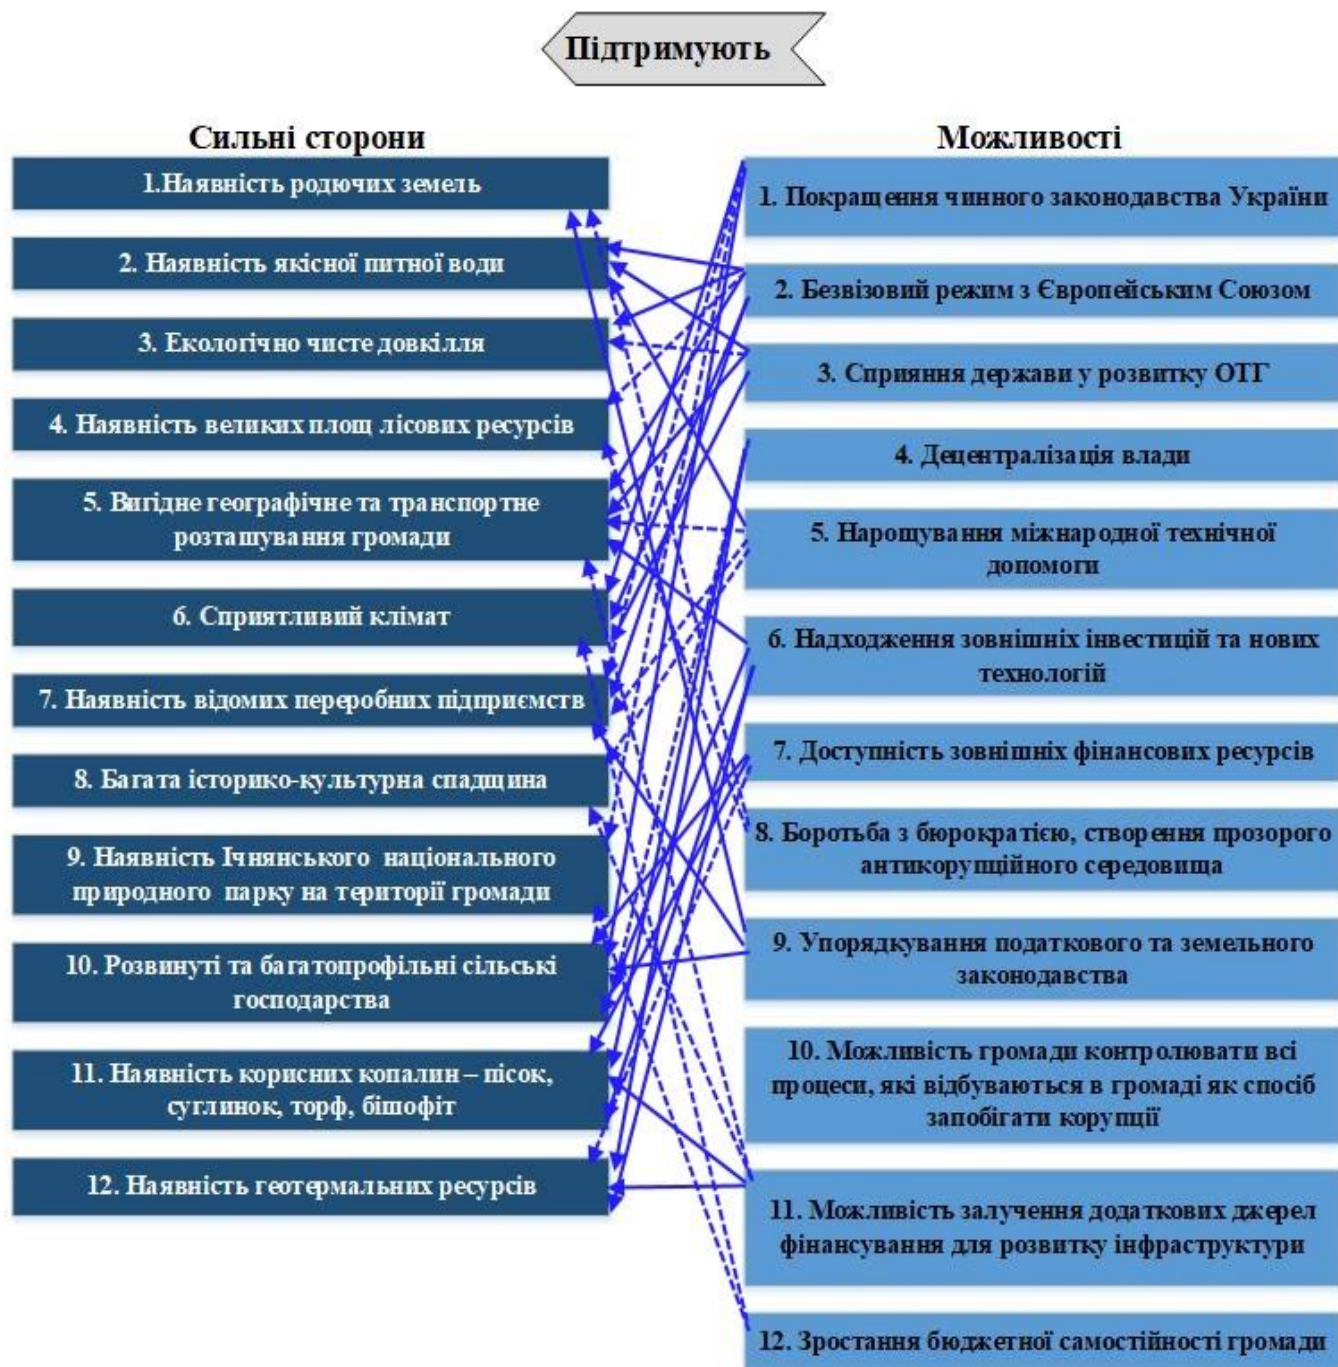 Підтримують
Сильні сторони
1.Наявність родючих земель
2. Наявність якісної питної води
3. Екологічно чисте довкілля
4. Наявність великих площ лісових ресурсів
5. Вигідне географічне та транспортне
розташування громади
6. Сприятливий клімат
7. Наявність відомих переробних підприємств
8. Багата історико-культурна спадщина
9. Наявність Ічнянського національного
природного парку на території громади
10. Розвинуті та багатопрофільні сільські
господарства
11. Наявність корисних копалин – пісок,
суглинок, торф, бішофіт
12. Наявність геотермальних ресурсів
Можливості
1. Покращення чинного законодавства України
2. Безвізовий режим з Європейським Союзом
3. Сприяння держави у розвитку ОТГ
4. Децентралізація влади
5. Нарощування міжнародної технічної
допомоги
6. Надходження зовнішніх інвестицій та нових
технологій
7. Доступність зовнішніх фінансових ресурсів
8. Боротьба з бюрократією, створення прозорого
антикорупційного середовища
9. Упорядкування податкового та земельного
законодавства
10. Можливість громади контролювати всі
процеси, які відбуваються в громаді як спосіб
запобігати корупції
11. Можливість залучення додаткових джерел
фінансування для розвитку інфраструктури
12. Зростання бюджетної самостійності громади